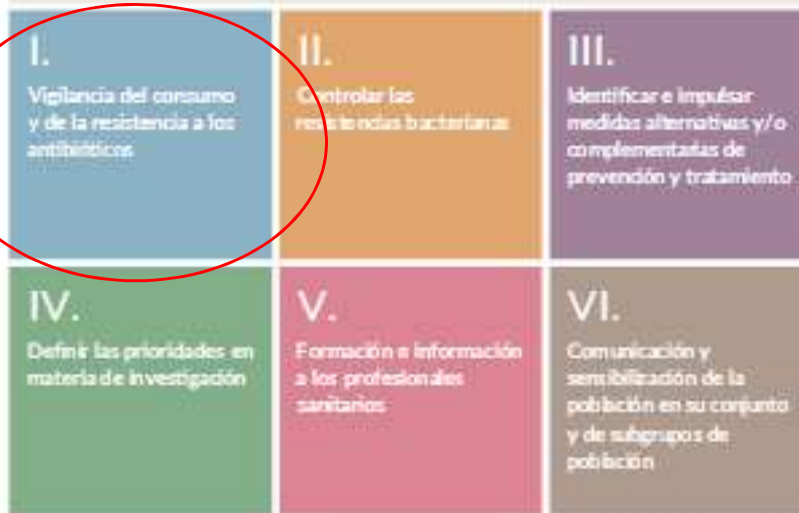 I.
Vigilancia del consumo
y de la resistencia a los
antibióticos
II.
Controlar las
resistencias bacterianas
III.
Identificar e impulsar
medidas alternativas y/o
complementarias de
prevención y tratamiento
IV.
Definir las prioridades en
materia de investigación
V.
Formación e información
a los profesionales
sanitarios
VI.
Comunicación y
sensibilización de la
población en su conjunto
y de subgrupos de
población